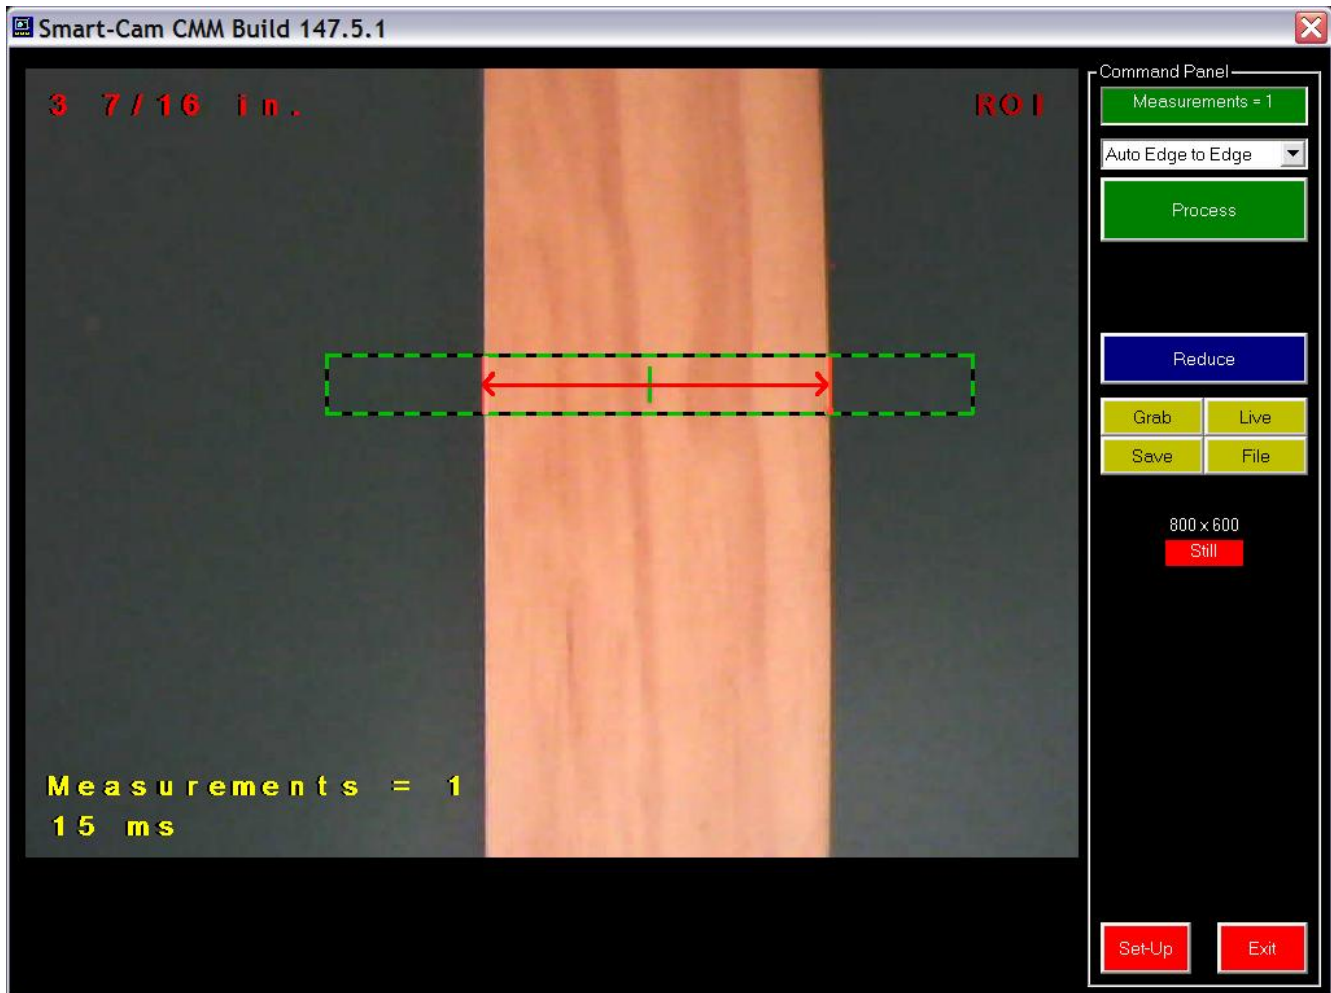 Smart-Cam CMM Build 147.5.1
3 7/16 in.
ROI
Measurements = 1
15 ms
Command Panel
Measurements = 1
Auto Edge to Edge
Process
Reduce
Grab
Live
Save
File
800 x 600
Still
Set-Up
Exit